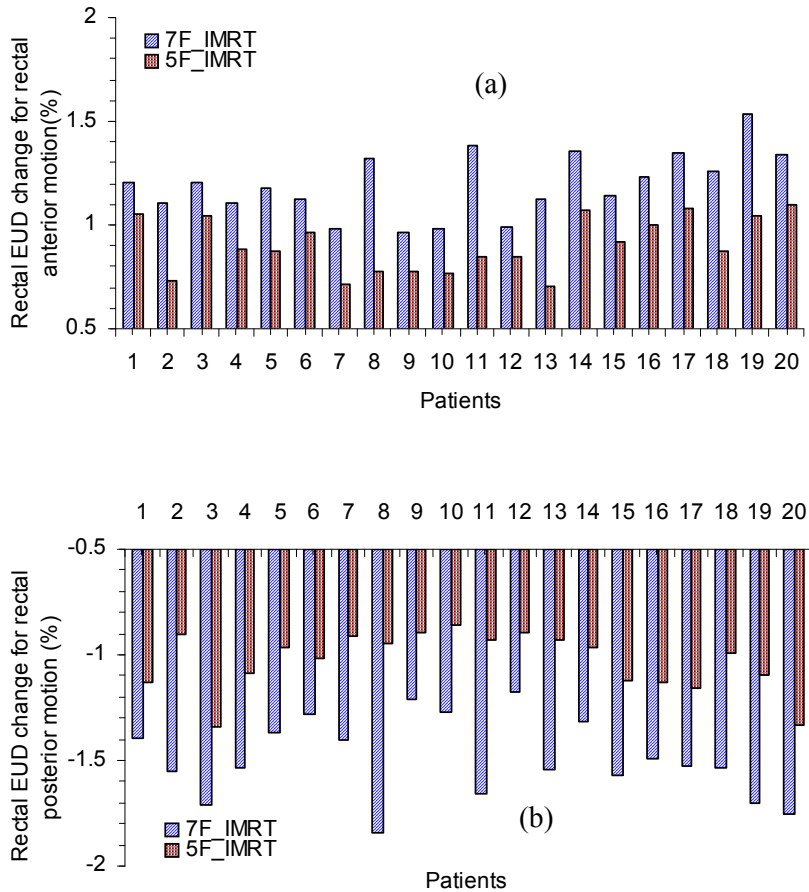 2
7F_IMRT
5F_IMRT
(a)
1.5
1
0.5
Rectal EUD change for rectal
anterior motion(%)
1 2 3 4 5 6 7 8 9 10 11 12 13 14 15 16 17 18 19 20
Patients
1 2 3 4 5 6 7 8 9 10 11 12 13 14 15 16 17 18 19 20
-0.5
-1
-1.5
-2
Rectal EUD change for rectal
posterior motion (%)
7F_IMRT
5F_IMRT
(b)
Patients